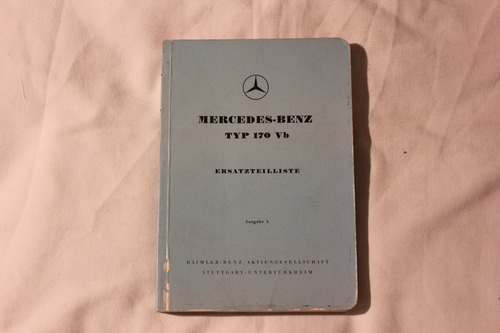 MERCEDES-BENZ
TYP 170 Vb
ERSATZTEILLISTE
Ausgabe A
DAIMLER-BENZ AKTIENGESELLSCHAFT
STUTTGART-UNTERTÜRKHEIM